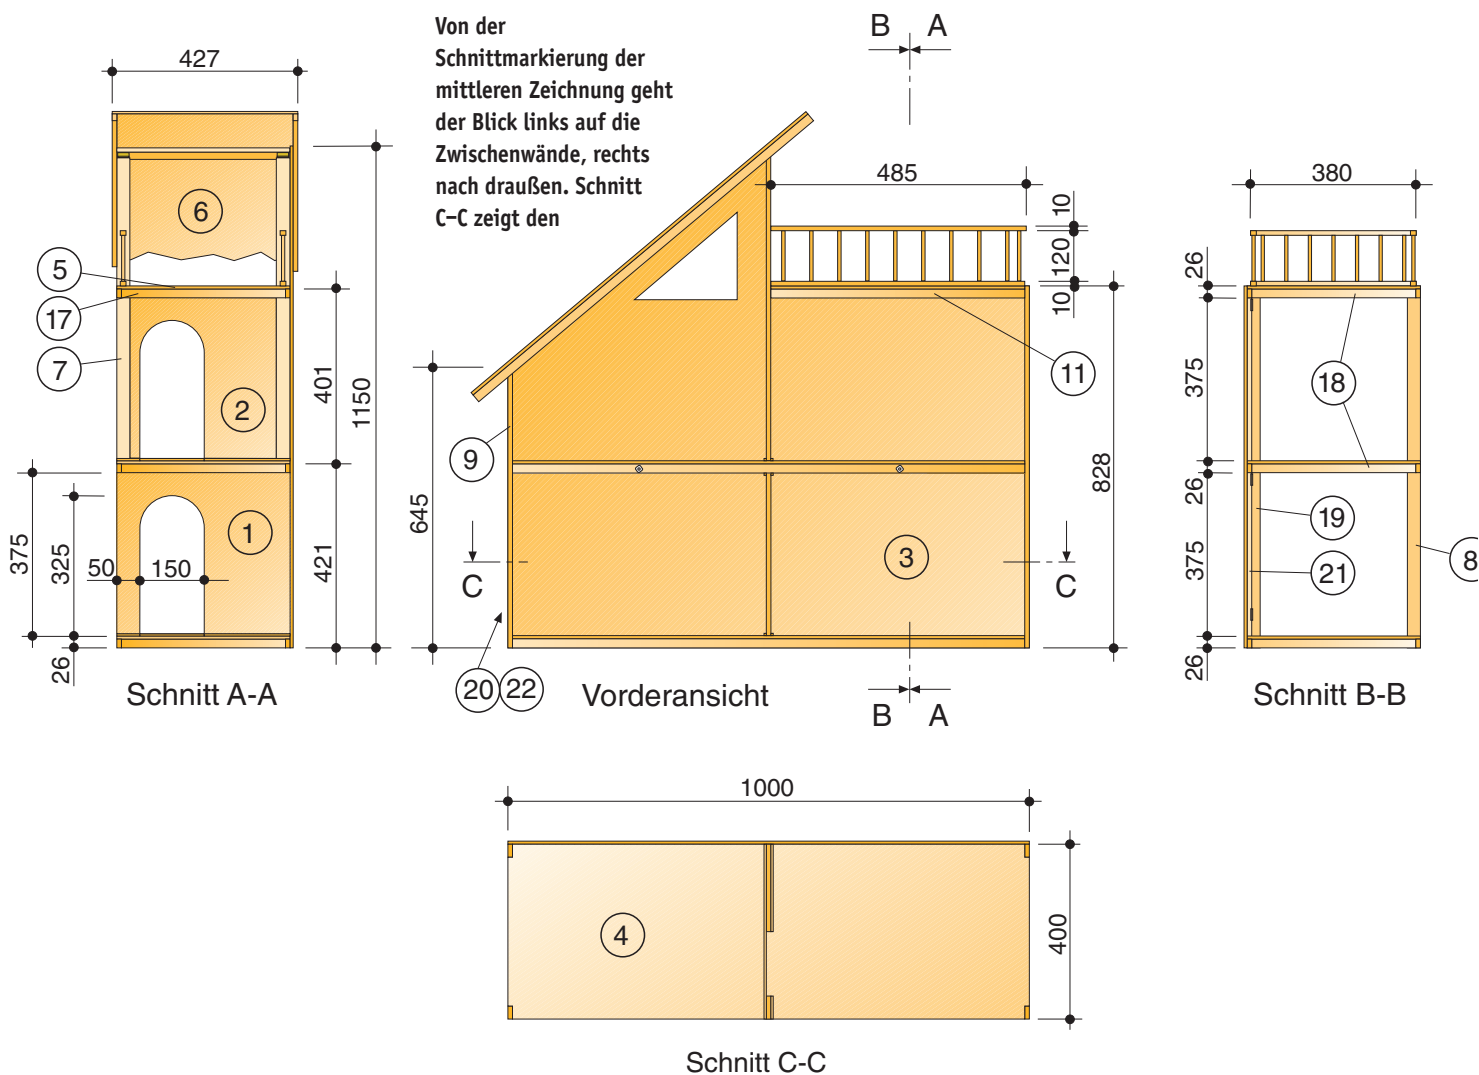 Von der
Schnittmarkierung der
mittleren Zeichnung geht
der Blick links auf die
Zwischenwände, rechts
nach draußen. Schnitt
C–C zeigt den
B A
427
485
380
10
120
10
26
6
5
17
7
2
401
1150
11
18
375
9
645
828
1
375
325
50
150
421
26
3
C
C
26
19
375
21
8
26
20 22
Schnitt A-A
Vorderansicht
B A
Schnitt B-B
1000
4
400
Schnitt C-C